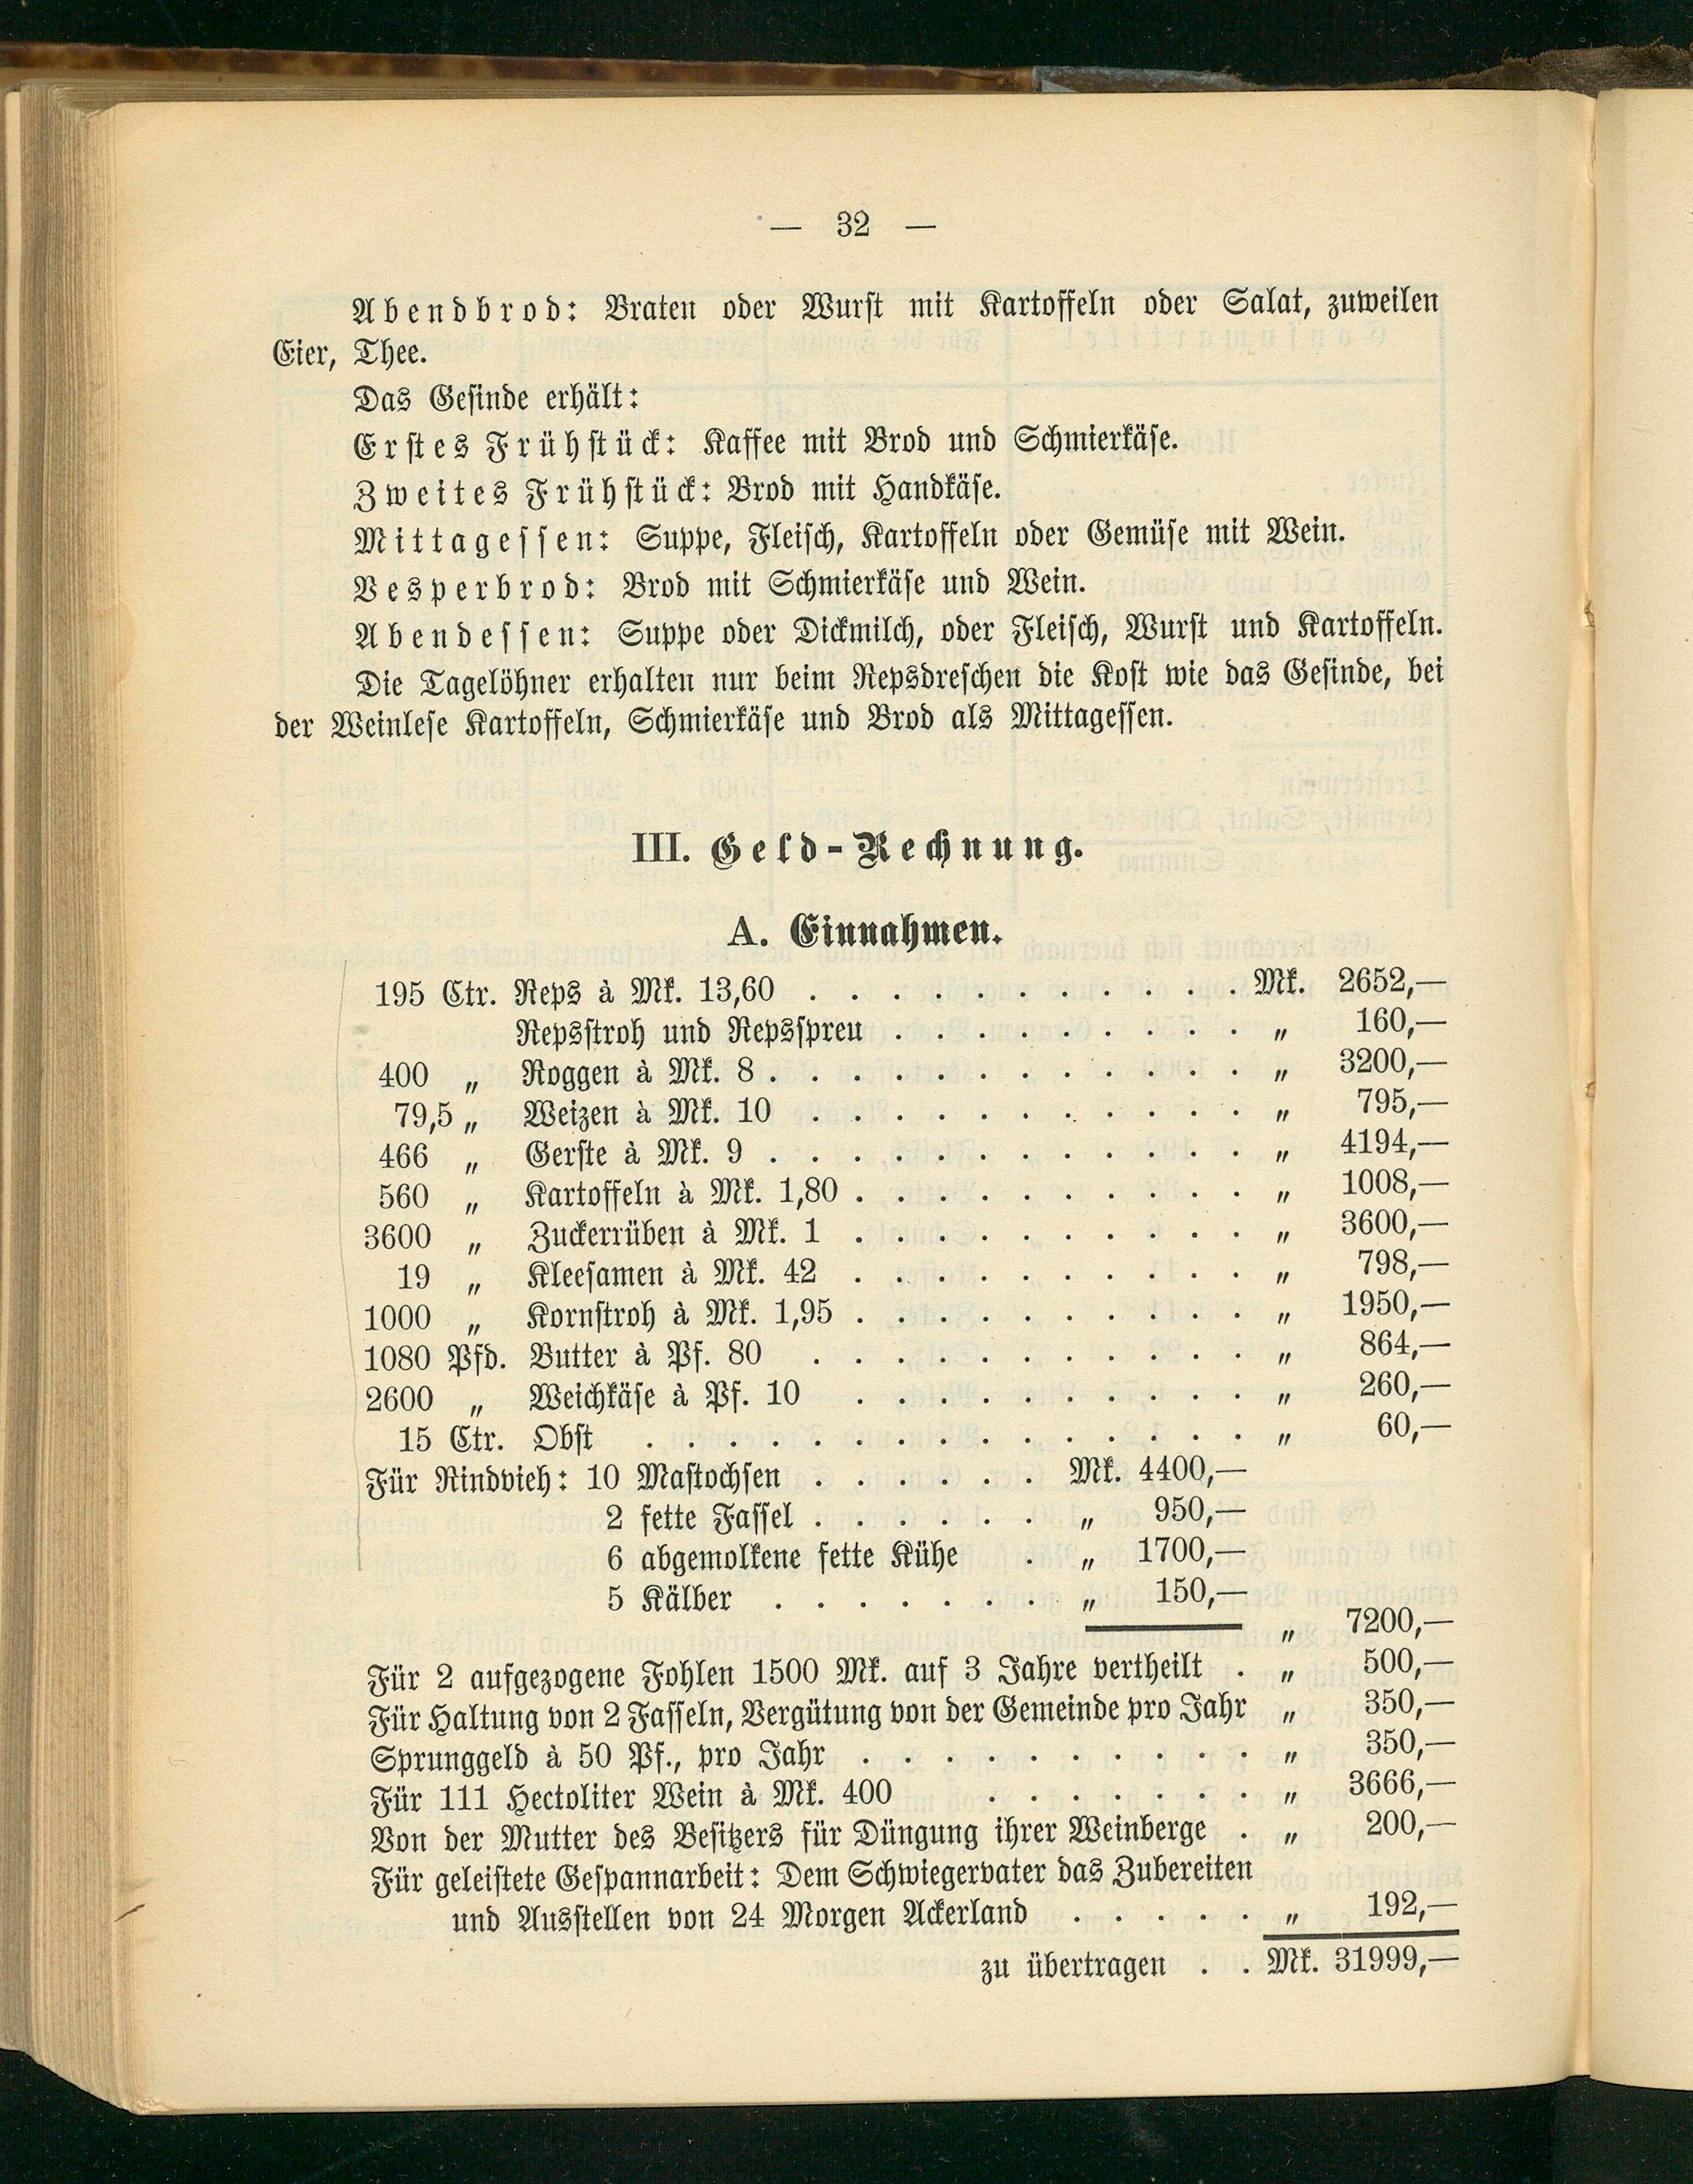 — 32 —
Abendbrod: Braten oder Wurst mit Kartoffeln oder Salat, zuweilen
Eier, Thee.
Das Gesinde erhält:
Erstes Frühstück: Kaffee mit Brod und Schmierkäse.
Zweites Frühstück: Brod mit Handkäse.
Mittagessen: Suppe, Fleisch, Kartoffeln oder Gemüse mit Wein.
Vesperbrod: Brod mit Schmierkäse und Wein.
Abendessen: Suppe oder Dickmilch, oder Fleisch, Wurst und Kartoffeln.
Die Tagelöhner erhalten nur beim Repsdreschen die Kost wie das Gesinde, bei
der Weinlese Kartoffeln, Schmierkäse und Brod als Mittagessen.
III. Geld-Rechnung.
A. Einnahmen.
195 Ctr. Reps à Mk. 13,60 . . . . . . . . . . . Mk. 2652,—
Repsstroh und Repsspreu . . . . . . . . . „ 160,—
400 „ Roggen à Mk. 8 . . . . . . . . . . . . „ 3200,—
79,5 „ Weizen à Mk. 10 . . . . . . . . . . . „ 795,—
466 „ Gerste à Mk. 9 . . . . . . . . . . . . „ 4194,—
560 „ Kartoffeln à Mk. 1,80 . . . . . . . . . . „ 1008,—
3600 „ Zuckerrüben à Mk. 1 . . . . . . . . . . „ 3600,—
19 „ Kleesamen à Mk. 42 . . . . . . . . . . „ 798,—
1000 „ Kornstroh à Mk. 1,95 . . . . . . . . . . „ 1950,—
1080 Pfd. Butter à Pf. 80 . . . . . . . . . . . „ 864,—
2600 „ Weichkäse à Pf. 10 . . . . . . . . . . „ 260,—
15 Ctr. Obst . . . . . . . . . . . . . . . „ 60,—
Für Rindvieh: 10 Mastochsen . . . . . . Mk. 4400,—
2 fette Fassel . . . . . . „ 950,—
6 abgemolkene fette Kühe . „ 1700,—
5 Kälber . . . . . . . „ 150,—
„ 7200,—
Für 2 aufgezogene Fohlen 1500 Mk. auf 3 Jahre vertheilt . „ 500,—
Für Haltung von 2 Fasseln, Vergütung von der Gemeinde pro Jahr „ 350,—
Sprunggeld à 50 Pf., pro Jahr . . . . . . . . . . „ 350,—
Für 111 Hectoliter Wein à Mk. 400 . . . . . . . „ 3666,—
Von der Mutter des Besitzers für Düngung ihrer Weinberge . „ 200,—
Für geleistete Gespannarbeit: Dem Schwiegervater das Zubereiten
und Ausstellen von 24 Morgen Ackerland . . . . . „ 192,—
zu übertragen . . Mk. 31999,—